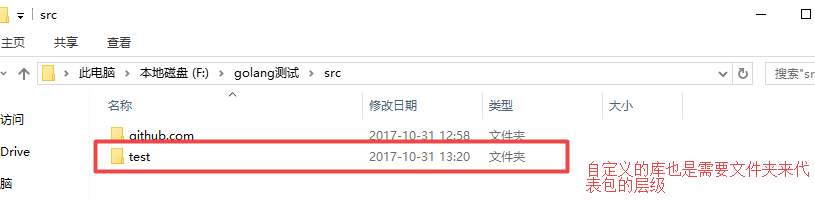 src
主页 共享 查看
此电脑 本地磁盘 (F:) golang测试 src 搜索"sr
名称 修改日期 类型 大小
访问
github.com 2017-10-31 12:58 文件夹
Drive test 2017-10-31 13:20 文件夹
自定义的库也是需要文件夹来代
表包的层级
脑